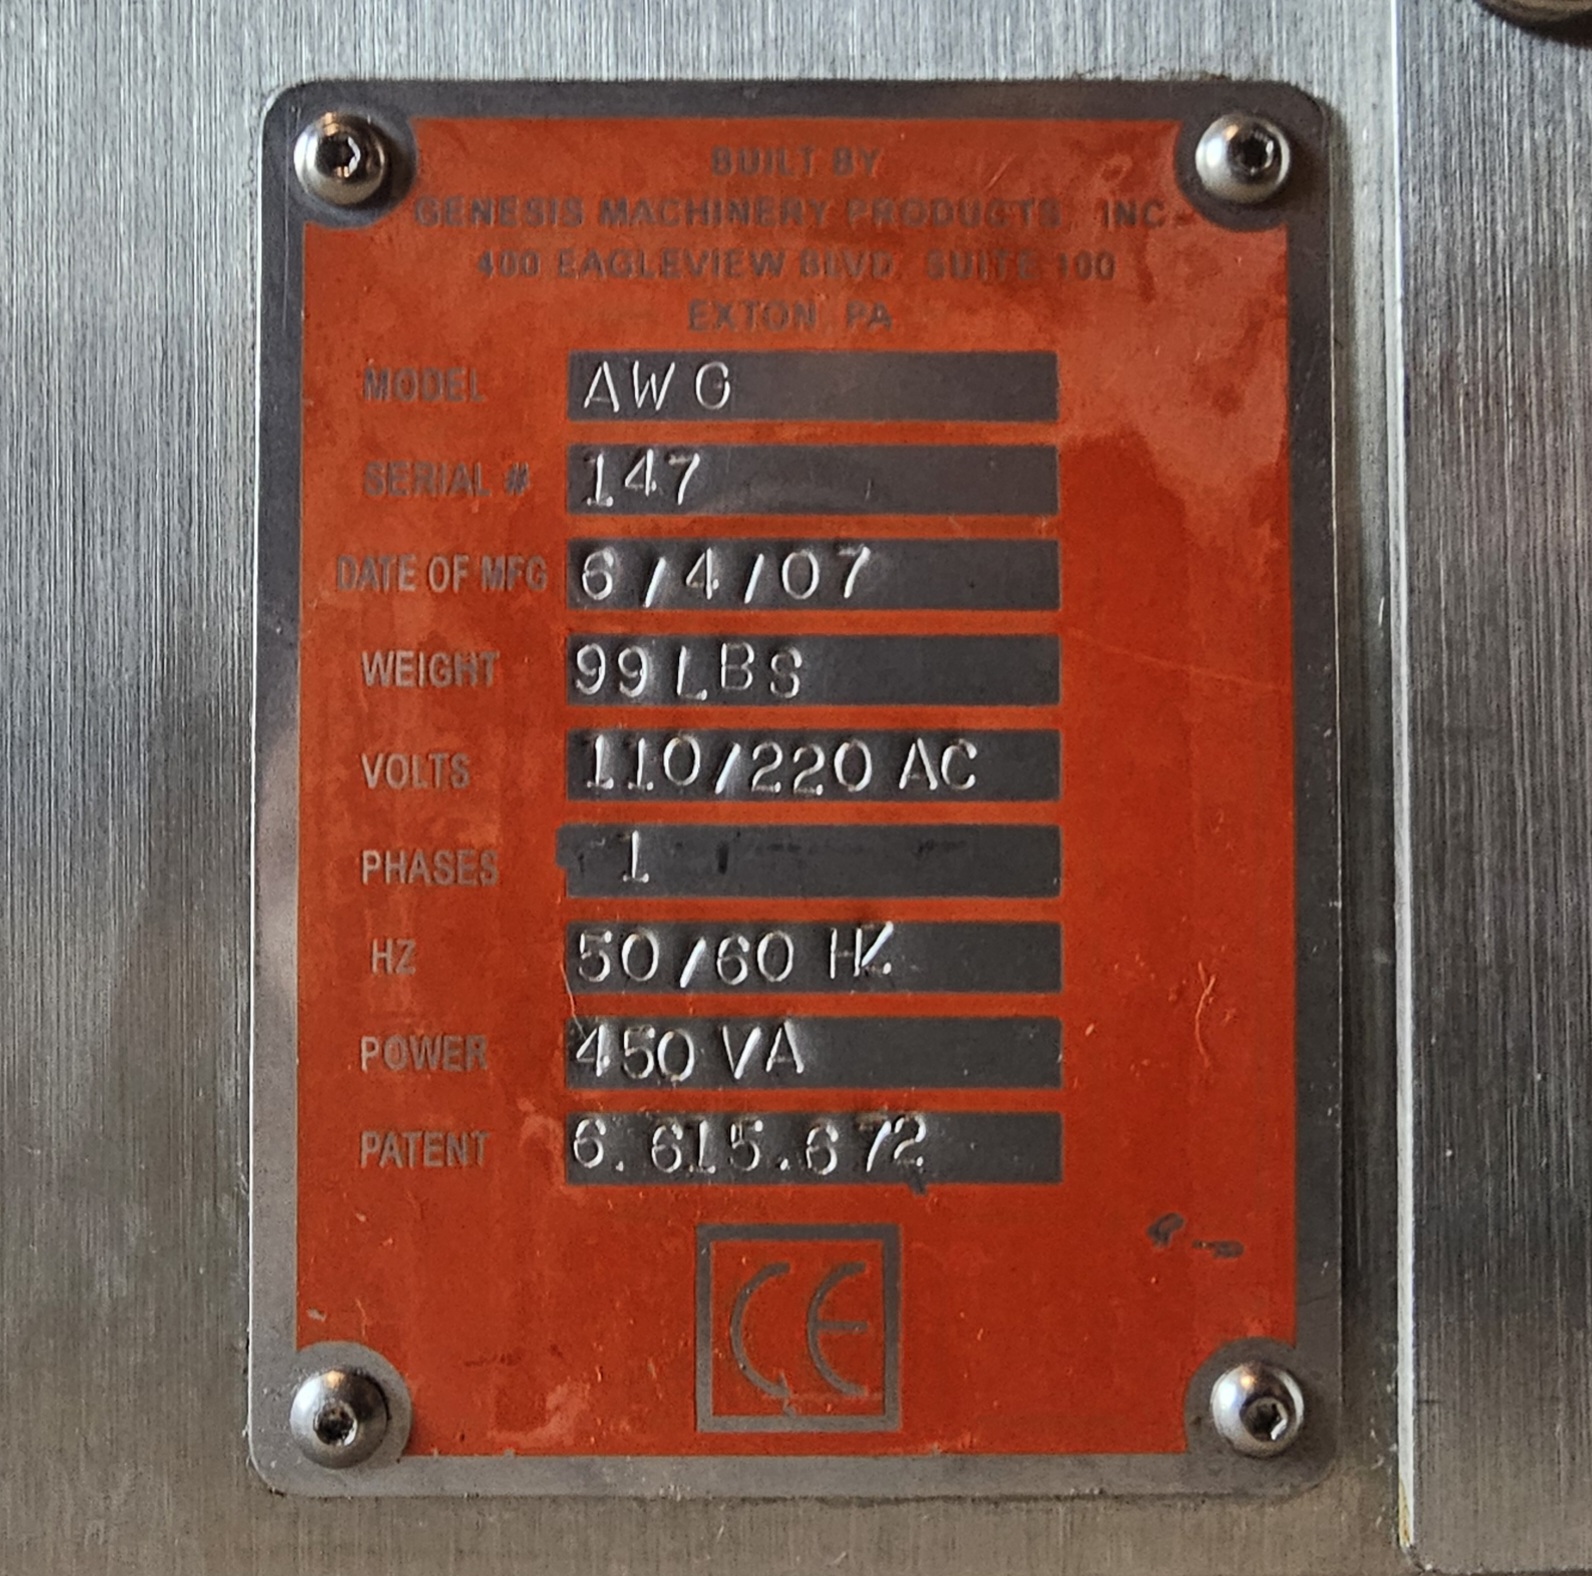 BUILT BY
GENESIS MACHINERY PRODUCTS, INC.
400 EAGLEVIEW BLVD. SUITE 100
EXTON, PA
MODEL AWG
SERIAL # 147
DATE OF MFG 6/4/07
WEIGHT 99 LBS
VOLTS 110/220 AC
PHASES 1
HZ 50/60 HZ
POWER 450 VA
PATENT 6.615.672
CE